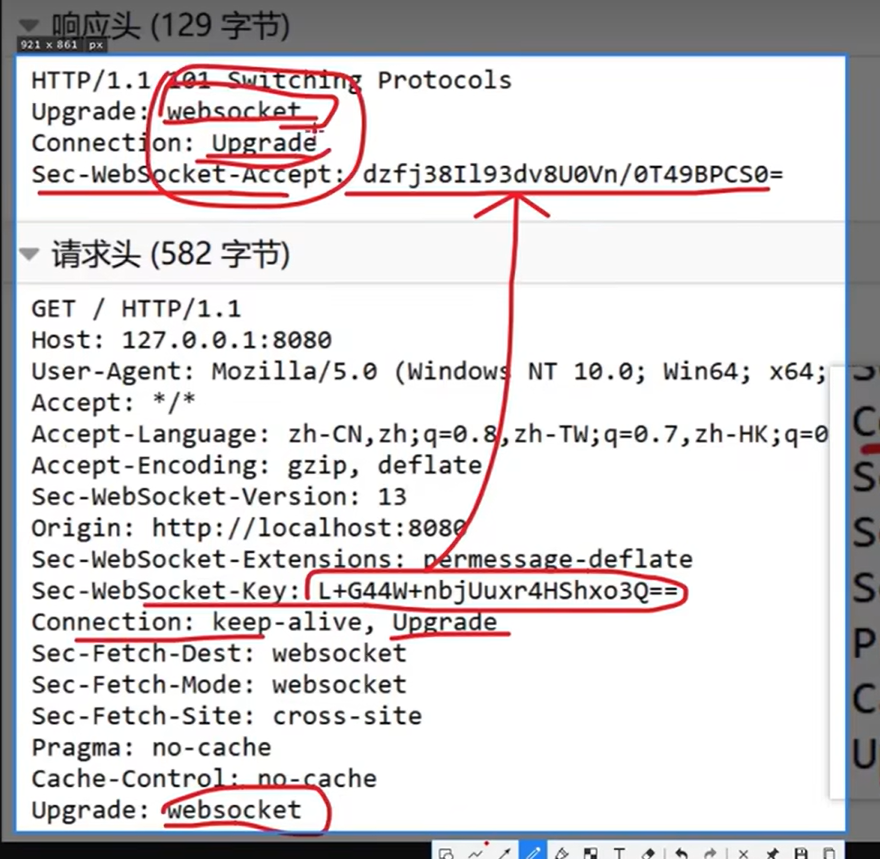 响应头 (129 字节)
921 x 861 px
HTTP/1.1 101 Switching Protocols
Upgrade: websocket
Connection: Upgrade
Sec-WebSocket-Accept: dzfj38Il93dv8U0Vn/0T49BPCS0=
请求头 (582 字节)
GET / HTTP/1.1
Host: 127.0.0.1:8080
User-Agent: Mozilla/5.0 (Windows NT 10.0; Win64; x64;
Accept: */*
Accept-Language: zh-CN,zh;q=0.8,zh-TW;q=0.7,zh-HK;q=0
Accept-Encoding: gzip, deflate
Sec-WebSocket-Version: 13
Origin: http://localhost:8080
Sec-WebSocket-Extensions: permessage-deflate
Sec-WebSocket-Key: L+G44W+nbjUuxr4HShxo3Q==
Connection: keep-alive, Upgrade
Sec-Fetch-Dest: websocket
Sec-Fetch-Mode: websocket
Sec-Fetch-Site: cross-site
Pragma: no-cache
Cache-Control: no-cache
Upgrade: websocket